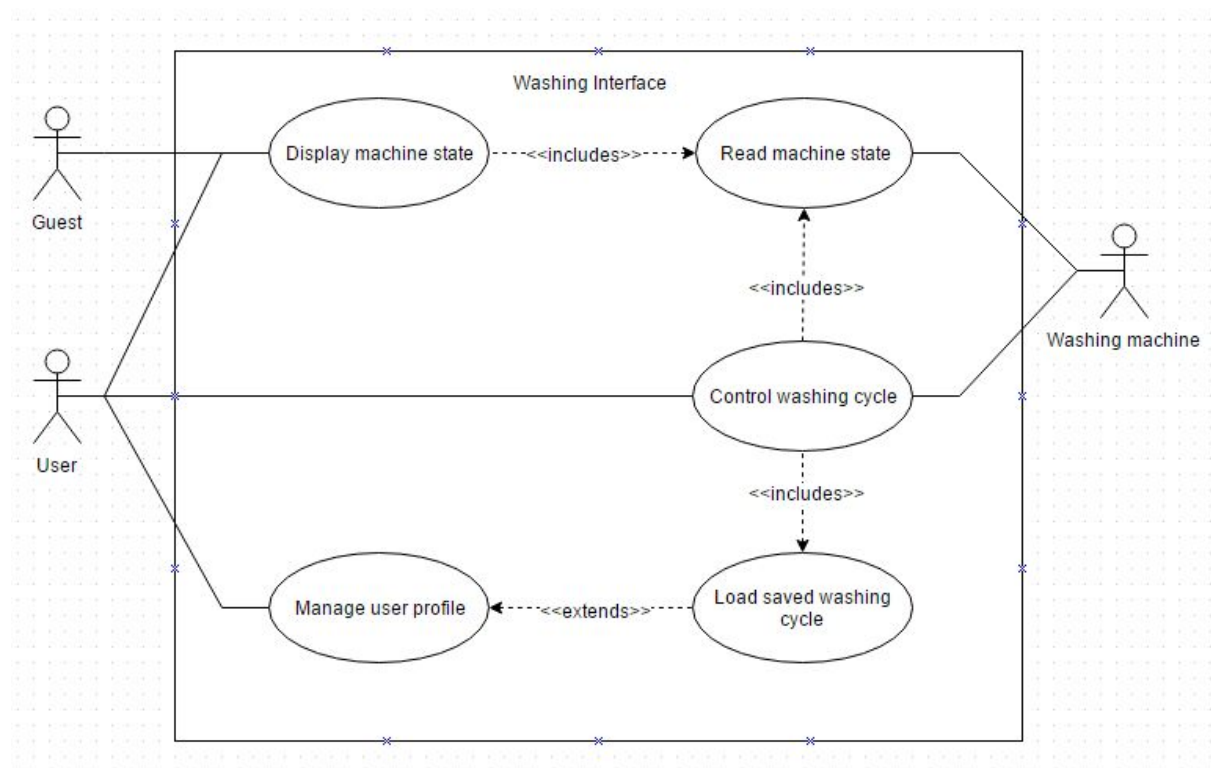 Washing Interface
Display machine state
<<includes>>
Read machine state
Guest
<<includes>>
Washing machine
Control washing cycle
User
<<includes>>
Manage user profile
<<extends>>
Load saved washing
cycle